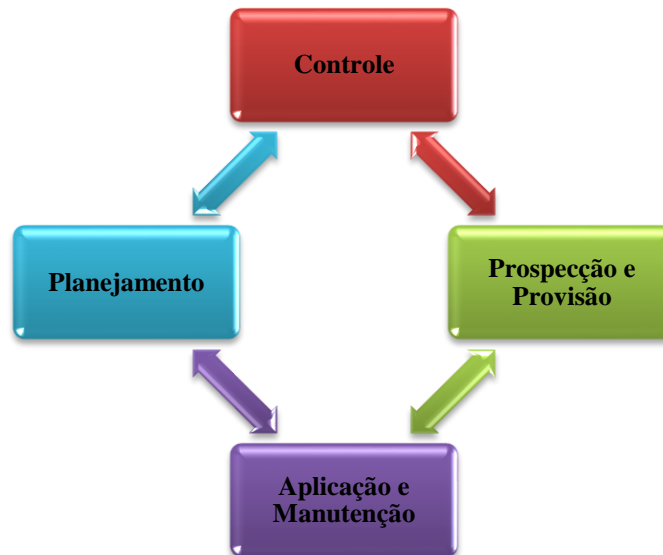 Controle
Planejamento
Prospecção e
Provisão
Aplicação e
Manutenção